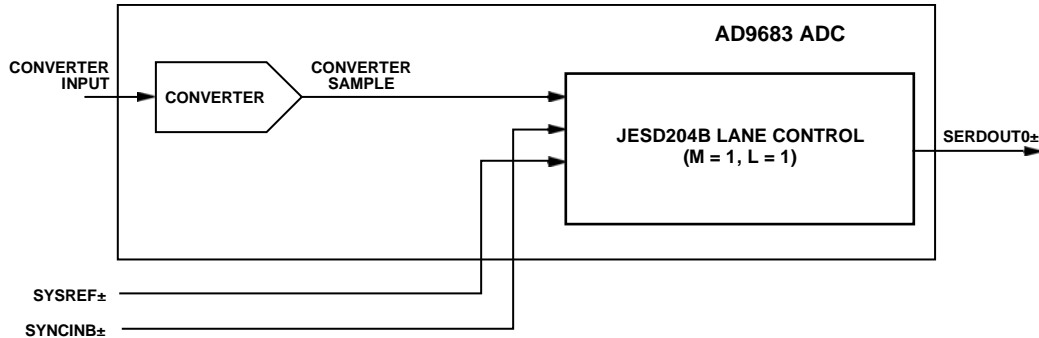 AD9683 ADC
CONVERTER
INPUT
CONVERTER
CONVERTER
SAMPLE
JESD204B LANE CONTROL
(M = 1, L = 1)
SERDOUT0±
SYSREF±
SYNCINB±